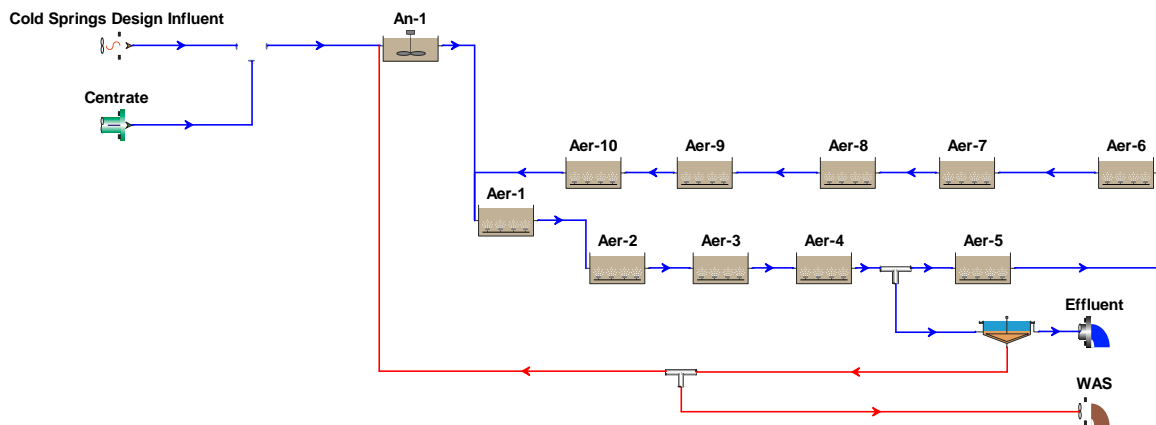 Cold Springs Design Influent
An-1
Centrate
Aer-10
Aer-9
Aer-8
Aer-7
Aer-6
Aer-1
Aer-2
Aer-3
Aer-4
Aer-5
Effluent
WAS